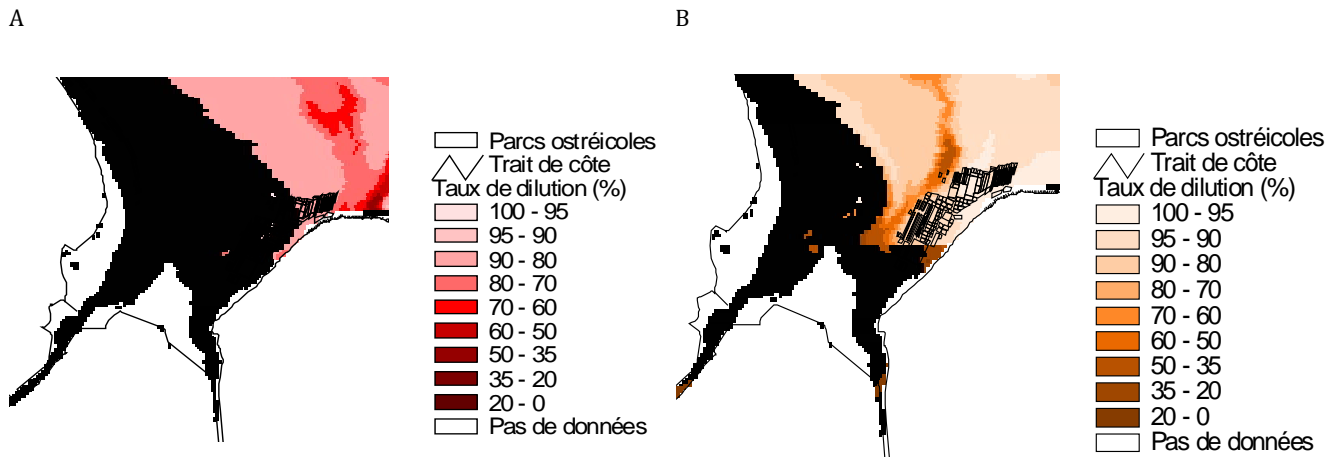 A
B
Parcs ostréicoles
Trait de côte
Taux de dilution (%)
100 - 95
95 - 90
90 - 80
80 - 70
70 - 60
60 - 50
50 - 35
35 - 20
20 - 0
Pas de données
Parcs ostréicoles
Trait de côte
Taux de dilution (%)
100 - 95
95 - 90
90 - 80
80 - 70
70 - 60
60 - 50
50 - 35
35 - 20
20 - 0
Pas de données